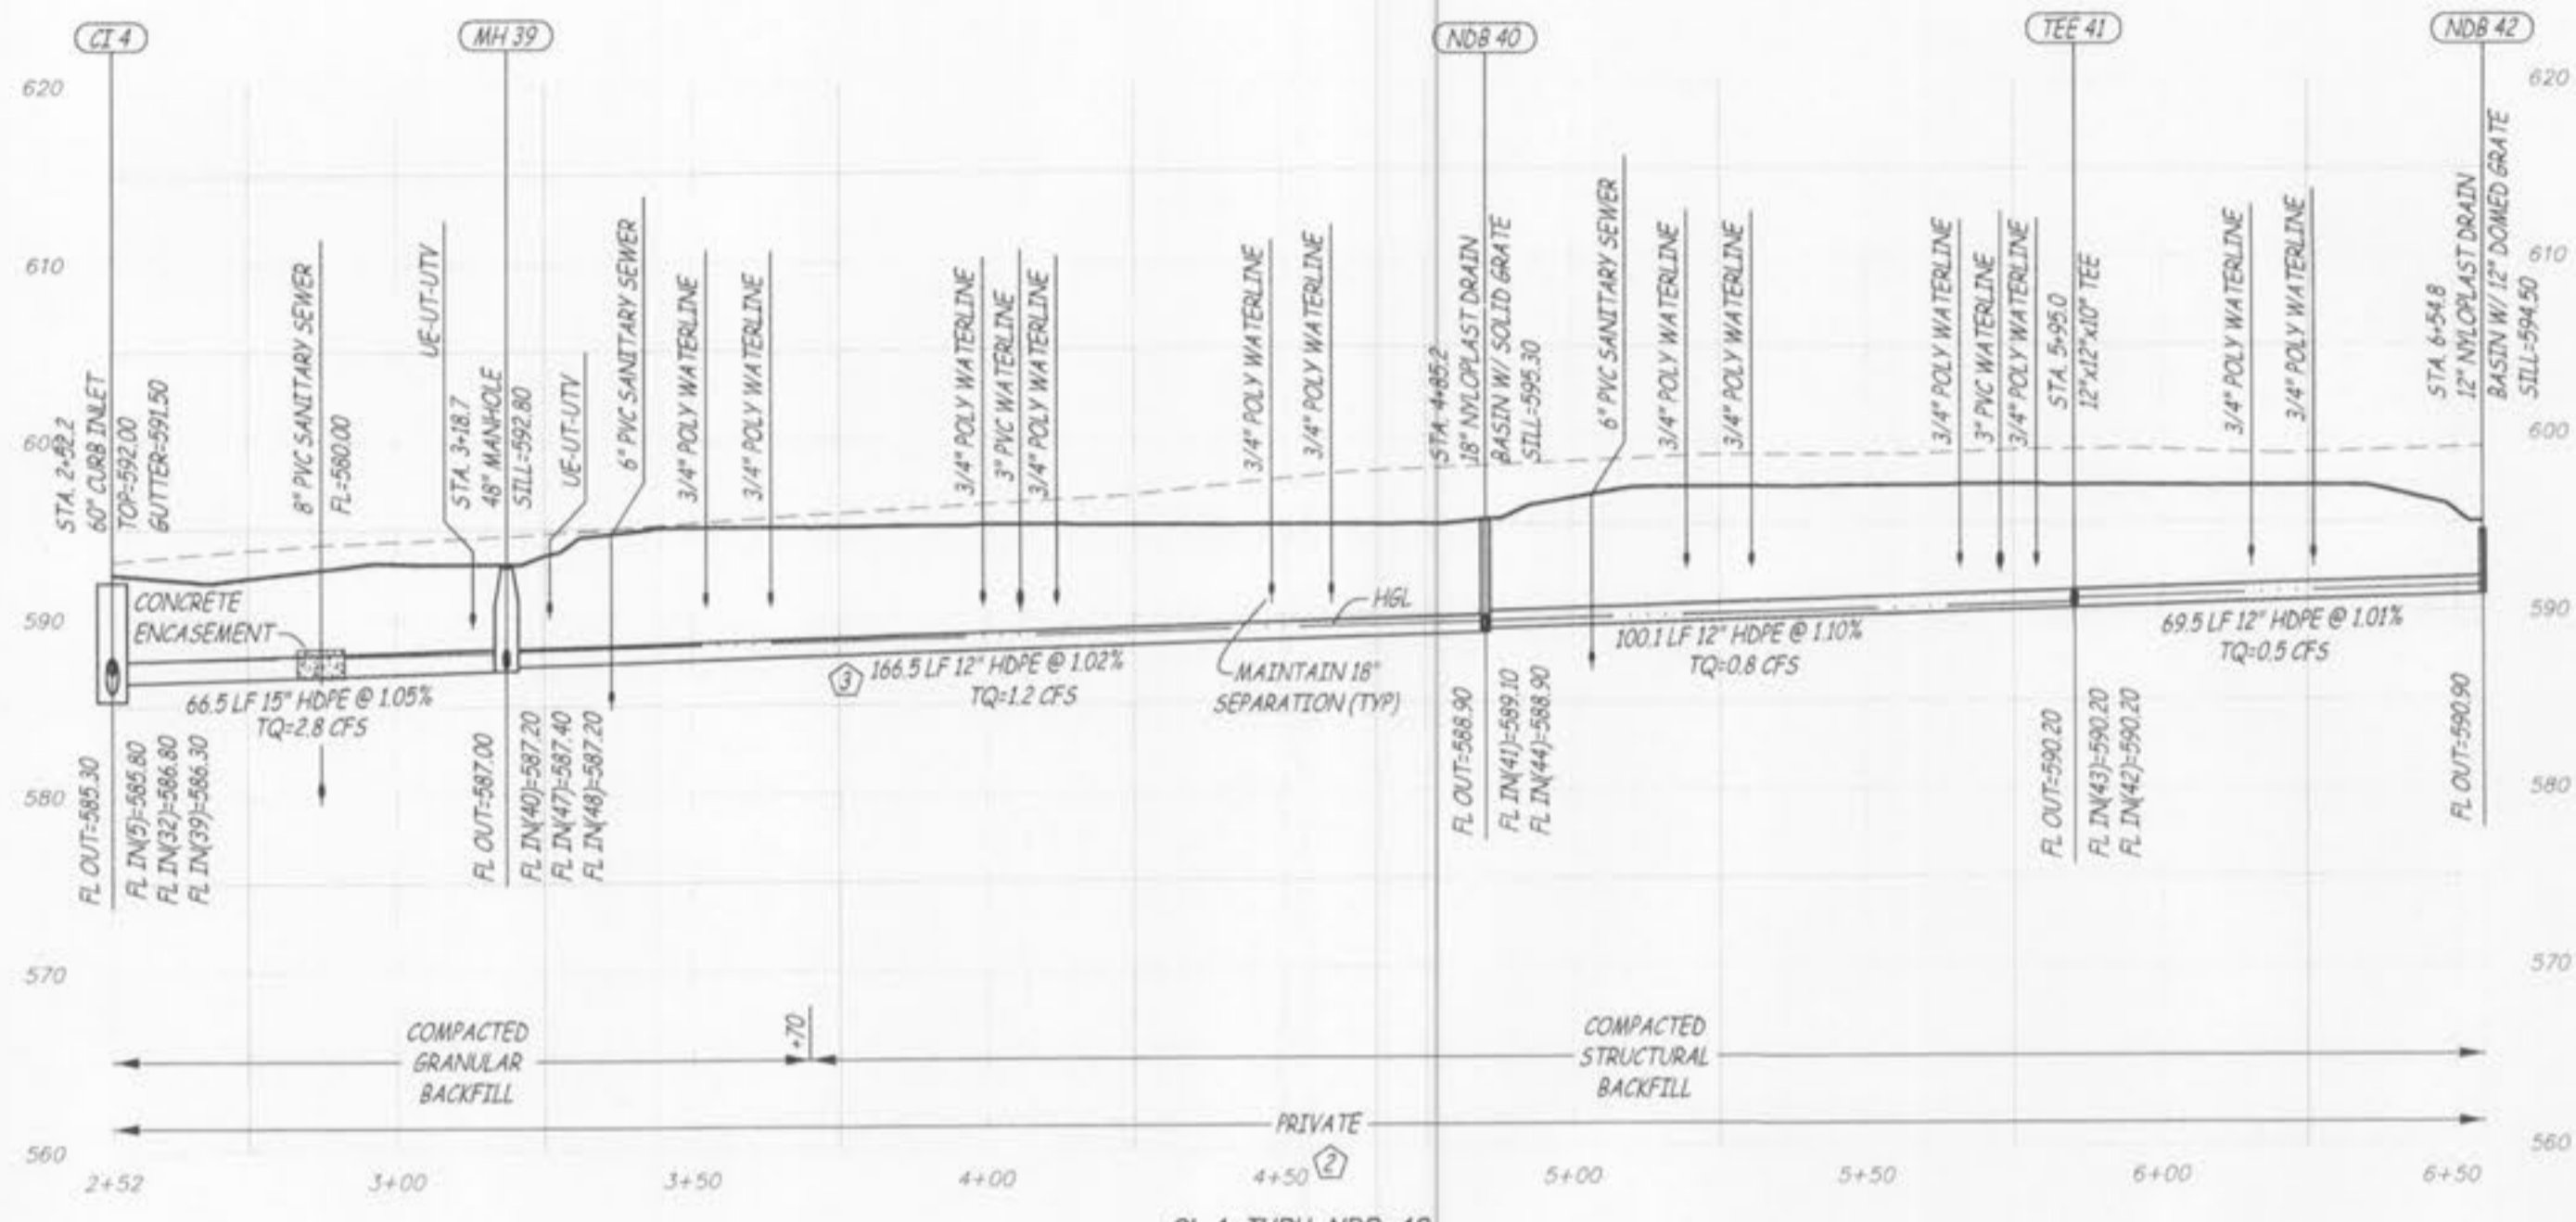 CI 4
MH 39
NDB 40
TEE 41
NDB 42
620
620
610
610
600
600
590
590
580
580
570
570
560
560
STA. 2+52.2
60" CURB INLET
TOP=592.00
GUTTER=591.50
8" PVC SANITARY SEWER
FL=580.00
UE-UT-UTV
STA. 3+18.7
48" MANHOLE
SILL=592.80
UE-UT-UTV
6" PVC SANITARY SEWER
3/4" POLY WATERLINE
3/4" POLY WATERLINE
3/4" POLY WATERLINE
3" PVC WATERLINE
3/4" POLY WATERLINE
3/4" POLY WATERLINE
3/4" POLY WATERLINE
STA. 4+85.2
18" NYLOPLAST DRAIN
BASIN W/ SOLID GRATE
SILL=595.30
6" PVC SANITARY SEWER
3/4" POLY WATERLINE
3/4" POLY WATERLINE
3/4" POLY WATERLINE
3" PVC WATERLINE
3/4" POLY WATERLINE
STA. 5+95.0
12"x12"x10" TEE
3/4" POLY WATERLINE
3/4" POLY WATERLINE
STA. 6+54.8
12" NYLOPLAST DRAIN
BASIN W/ 12" DOMED GRATE
SILL=594.50
CONCRETE
ENCASEMENT
HGL
66.5 LF 15" HDPE @ 1.05%
TQ=2.8 CFS
3
166.5 LF 12" HDPE @ 1.02%
TQ=1.2 CFS
MAINTAIN 18"
SEPARATION (TYP)
100.1 LF 12" HDPE @ 1.10%
TQ=0.8 CFS
69.5 LF 12" HDPE @ 1.01%
TQ=0.5 CFS
FL OUT=585.30
FL IN(5)=585.80
FL IN(32)=586.80
FL IN(39)=586.30
FL OUT=587.00
FL IN(40)=587.20
FL IN(47)=587.40
FL IN(48)=587.20
FL OUT=588.90
FL IN(41)=589.10
FL IN(44)=588.90
FL OUT=590.20
FL IN(43)=590.20
FL IN(42)=590.20
FL OUT=590.90
COMPACTED
GRANULAR
BACKFILL
+70
COMPACTED
STRUCTURAL
BACKFILL
PRIVATE
2
2+52
3+00
3+50
4+00
4+50
5+00
5+50
6+00
6+50